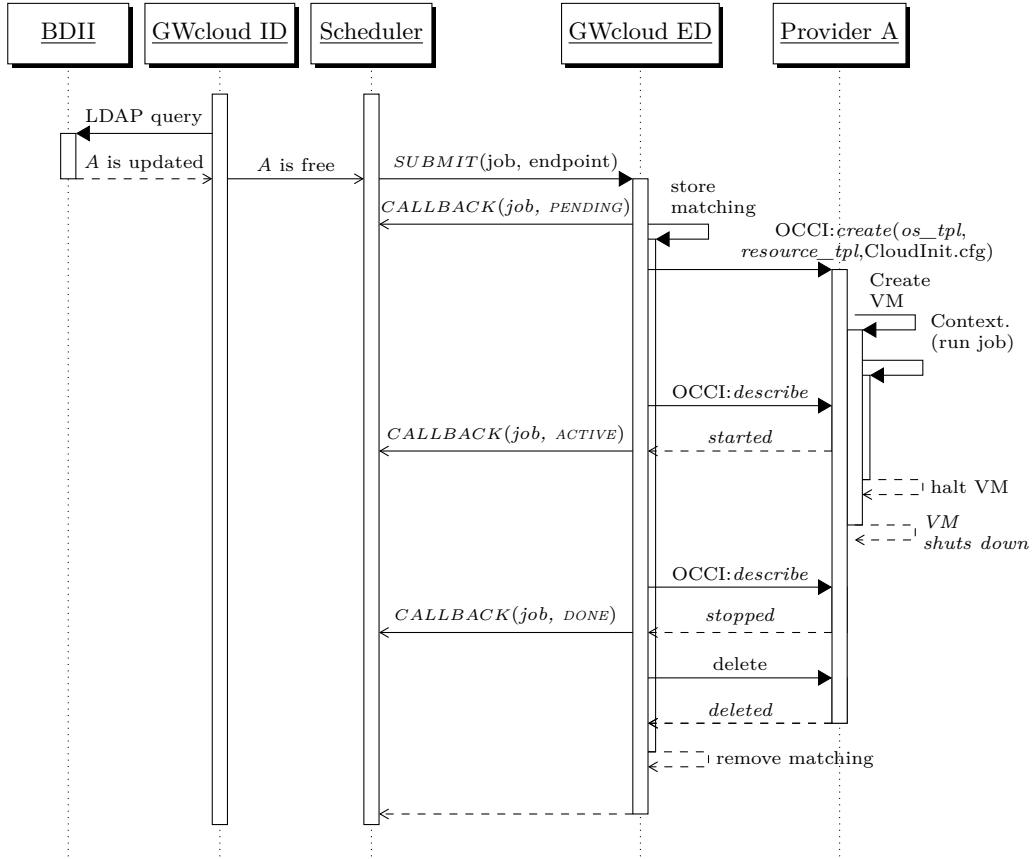 BDII
GWcloud ID
Scheduler
GWcloud ED
Provider A
LDAP query
A is updated
A is free
SUBMIT(job, endpoint)
store
matching
CALLBACK(job, PENDING)
OCCI:create(os_tpl,
resource_tpl,CloudInit.cfg)
Create
VM
Context.
(run job)
OCCI:describe
CALLBACK(job, ACTIVE)
started
halt VM
VM
shuts down
OCCI:describe
CALLBACK(job, DONE)
stopped
delete
deleted
remove matching